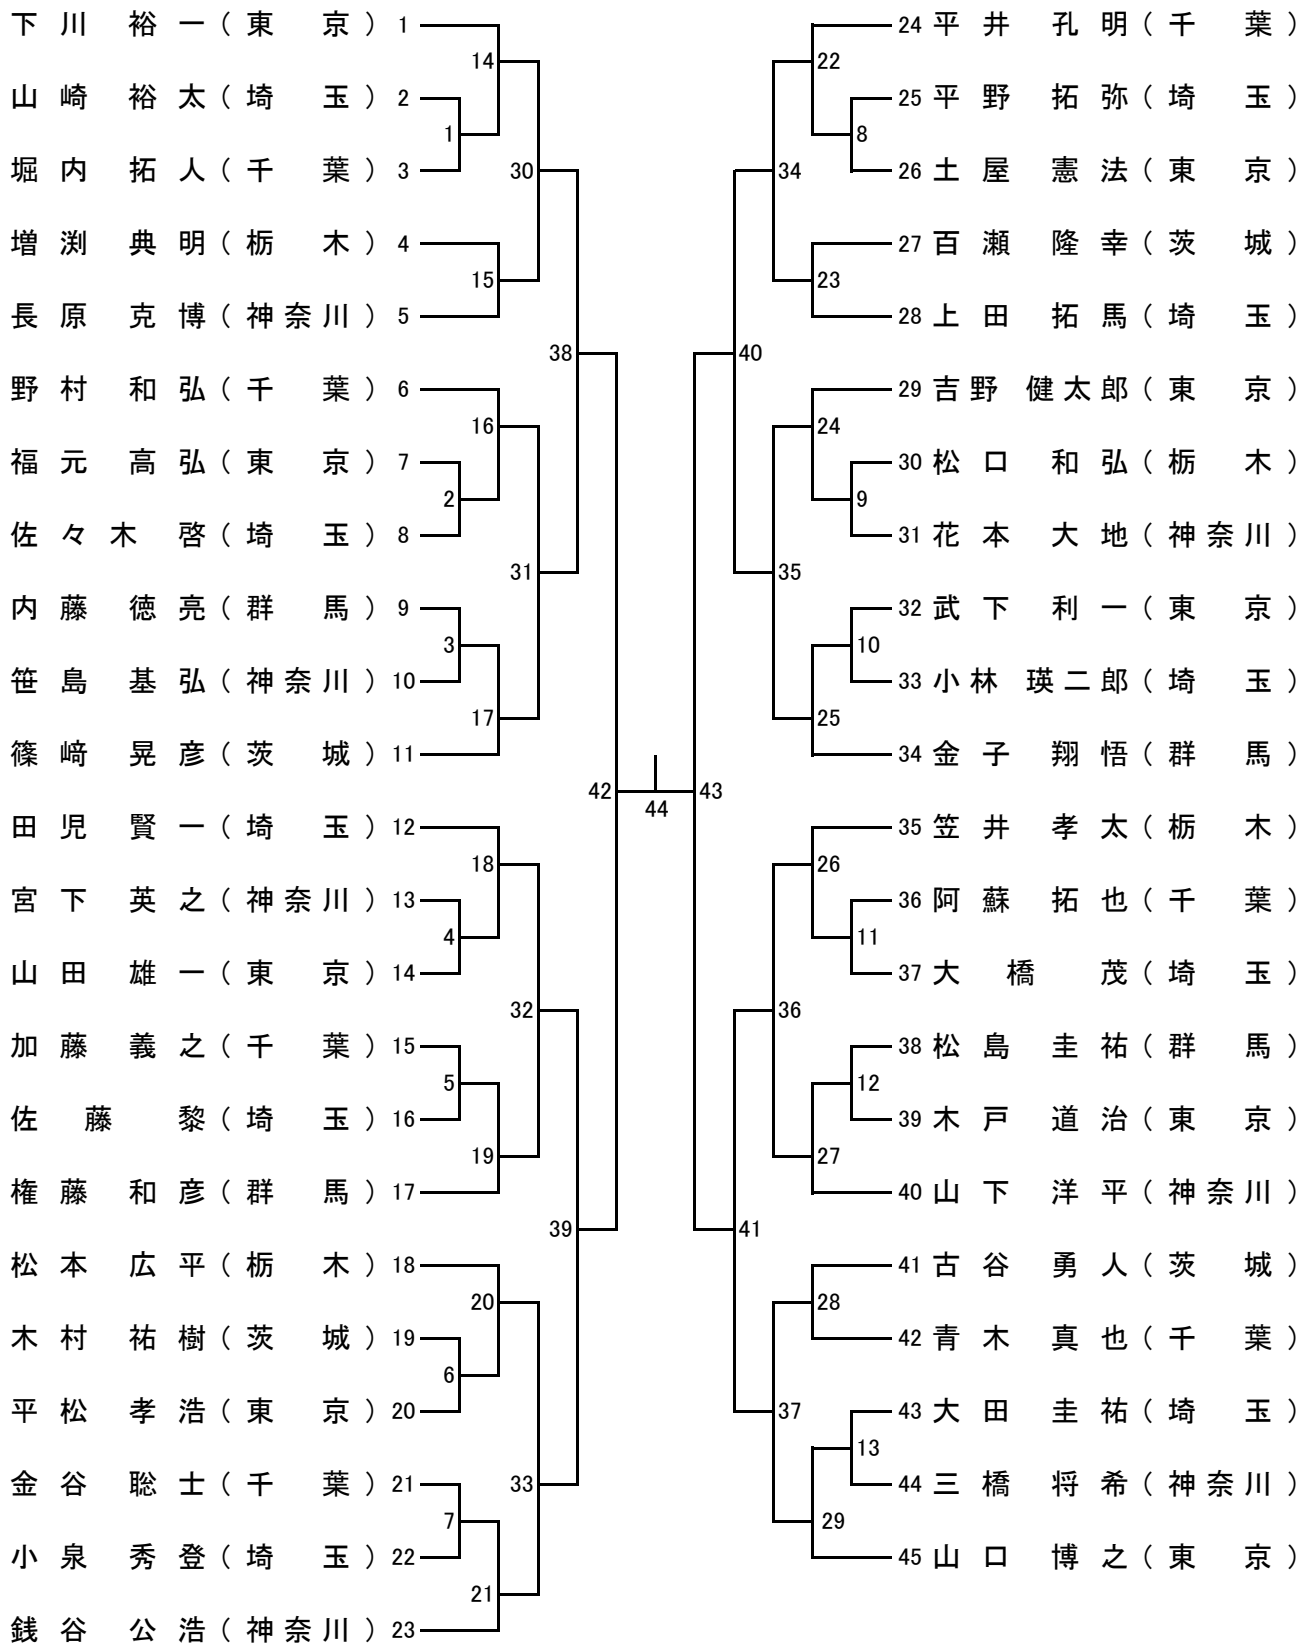 下川 裕一(東 京) 1
14
山崎 裕太(埼 玉) 2
1
堀内 拓人(千 葉) 3
30
増渕 典明(栃 木) 4
15
長原 克博(神奈川) 5
38
野村 和弘(千 葉) 6
16
福元 高弘(東 京) 7
2
佐々木 啓(埼 玉) 8
31
内藤 徳亮(群 馬) 9
3
笹島 基弘(神奈川) 10
17
篠﨑 晃彦(茨 城) 11
42
田児 賢一(埼 玉) 12
18
宮下 英之(神奈川) 13
4
山田 雄一(東 京) 14
32
加藤 義之(千 葉) 15
5
佐藤 黎(埼 玉) 16
19
権藤 和彦(群 馬) 17
39
松本 広平(栃 木) 18
20
木村 祐樹(茨 城) 19
6
平松 孝浩(東 京) 20
金谷 聡士(千 葉) 21
33
7
小泉 秀登(埼 玉) 22
21
銭谷 公浩(神奈川) 23
44
24 平井 孔明(千 葉)
22
25 平野 拓弥(埼 玉)
8
26 土屋 憲法(東 京)
34
27 百瀬 隆幸(茨 城)
23
28 上田 拓馬(埼 玉)
40
29 吉野 健太郎(東 京)
24
30 松口 和弘(栃 木)
9
31 花本 大地(神奈川)
35
32 武下 利一(東 京)
10
33 小林 瑛二郎(埼 玉)
25
34 金子 翔悟(群 馬)
43
35 笠井 孝太(栃 木)
26
36 阿蘇 拓也(千 葉)
11
37 大橋 茂(埼 玉)
36
38 松島 圭祐(群 馬)
12
39 木戸 道治(東 京)
27
40 山下 洋平(神奈川)
41
41 古谷 勇人(茨 城)
28
42 青木 真也(千 葉)
37
43 大田 圭祐(埼 玉)
13
44 三橋 将希(神奈川)
29
45 山口 博之(東 京)